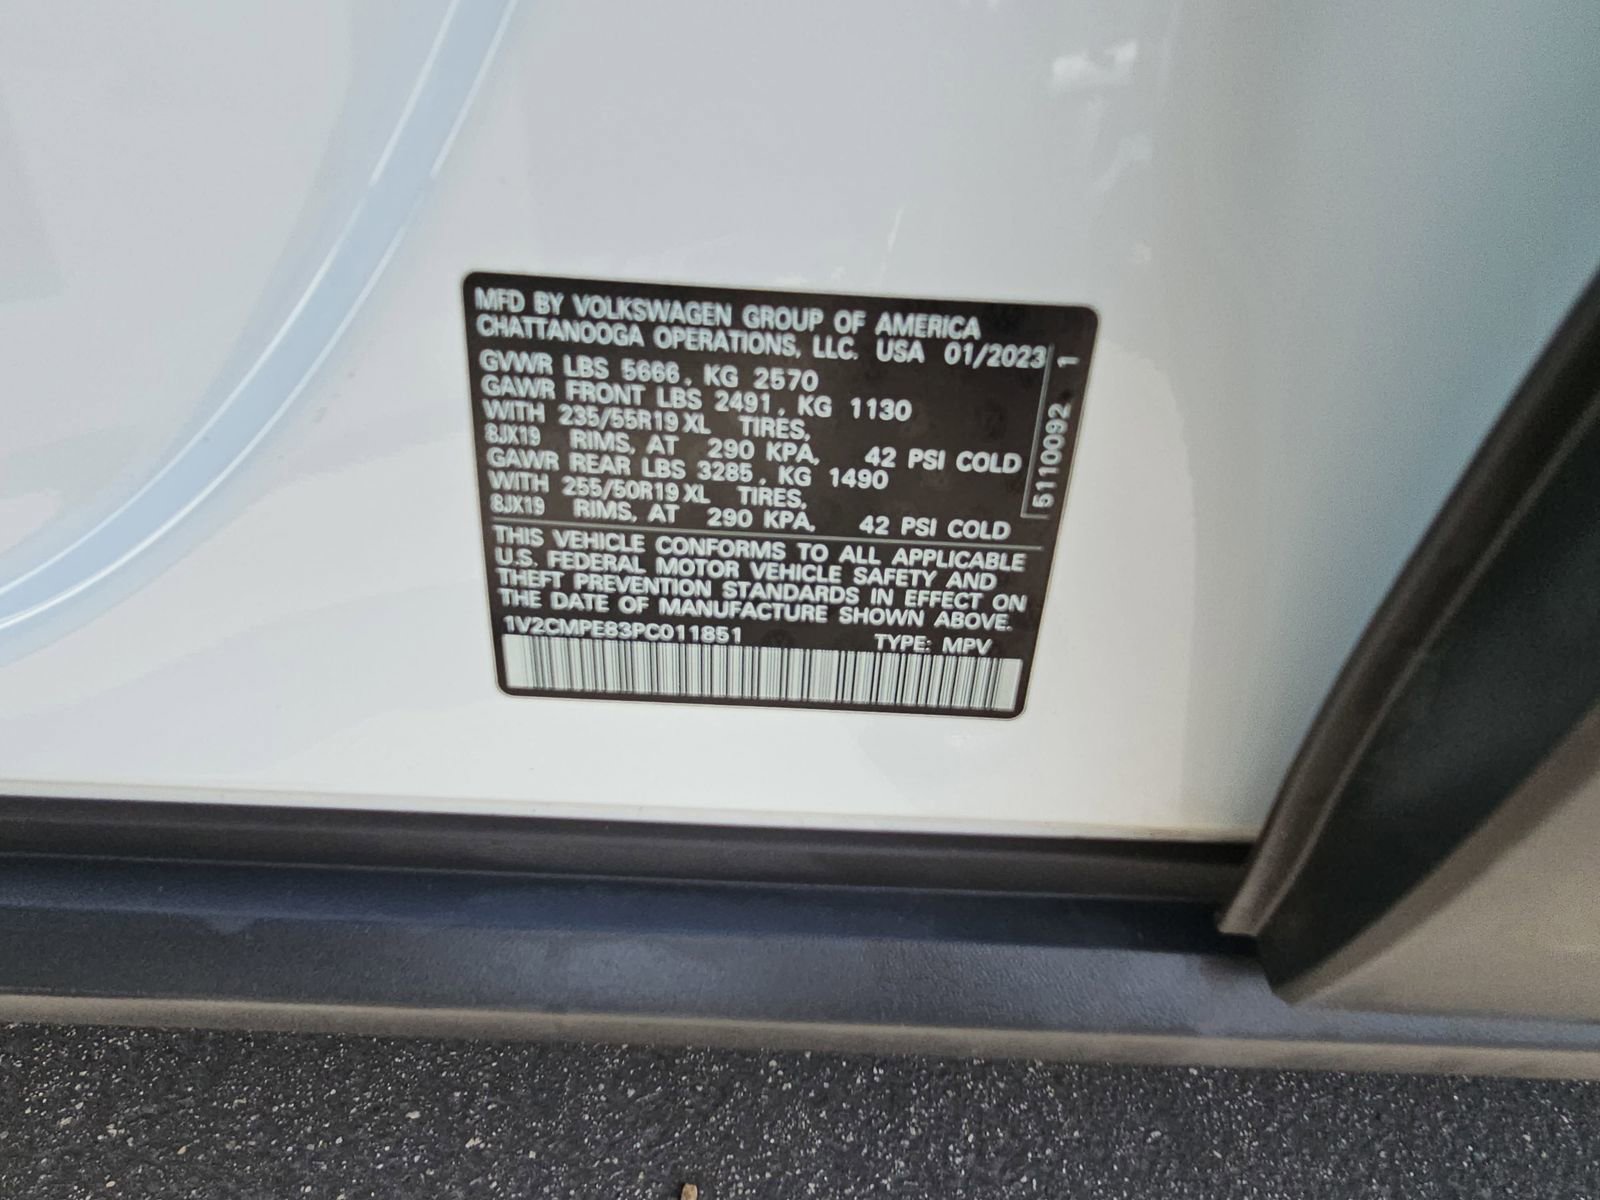 MFD BY VOLKSWAGEN GROUP OF AMERICA
CHATTANOOGA OPERATIONS, LLC. USA 01/2023
GVWR LBS 5666, KG 2570
GAWR FRONT LBS 2491, KG 1130
WITH 235/55R19 XL TIRES,
8JX19 RIMS, AT 290 KPA, 42 PSI COLD
GAWR REAR LBS 3285, KG 1490
WITH 255/50R19 XL TIRES,
8JX19 RIMS, AT 290 KPA, 42 PSI COLD
THIS VEHICLE CONFORMS TO ALL APPLICABLE
U.S. FEDERAL MOTOR VEHICLE SAFETY AND
THEFT PREVENTION STANDARDS IN EFFECT ON
THE DATE OF MANUFACTURE SHOWN ABOVE.
1V2CMPE83PC011851 TYPE: MPV
5110092 1